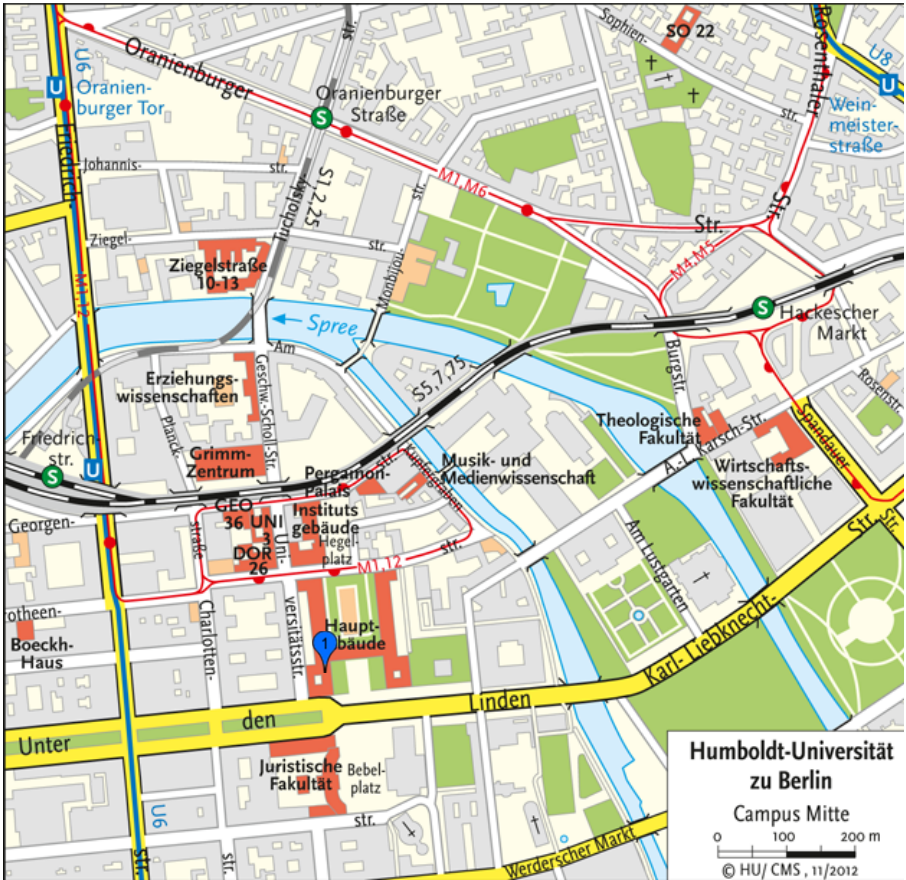 SO 22
Sophien-
str.
Rosenthaler
Str.
U8
U
Wein-
meister-
straße
U6
U
Oranien-
burger Tor
Oranienburger
Str.
Oranienburger
Straße
S
str.
Friedrich-
str.
Johannis-
str.
S1,2,25
Tucholsky-
M1,M6
M4,M5
M1,12
Ziegel-
str.
Ziegelstraße
10-13
Monbijou-
str.
Spree
Am
Kupfergraben
S
Hackescher
Markt
Burgstr.
Rosenstr.
Spandauer
Str.
S5,7,75
Erziehungs-
wissenschaften
Geschw.-Scholl-Str.
Planck-
straße
Theologische
Fakultät
A.-L.
Karsch-Str.
Wirtschafts-
wissenschaftliche
Fakultät
Friedrich-
str.
S
U
Grimm-
Zentrum
Pergamon-
Palais
Musik- und
Medienwissenschaft
Georgen-
str.
GEO
36
UNI
3
Instituts
gebäude
Hegel-
platz
DOR
26
Uni-
versitätsstr.
M1,12
str.
Am Lustgarten
otheen-
Boeckh-
Haus
Charlotten-
str.
Haupt-
bäude
1
Unter
den
Linden
Karl-
Liebknecht-
Str.
Juristische
Fakultät
Bebel-
platz
U6
str.
Werderscher Markt
Humboldt-Universität
zu Berlin
Campus Mitte
0 100 200 m
© HU/ CMS , 11/2012